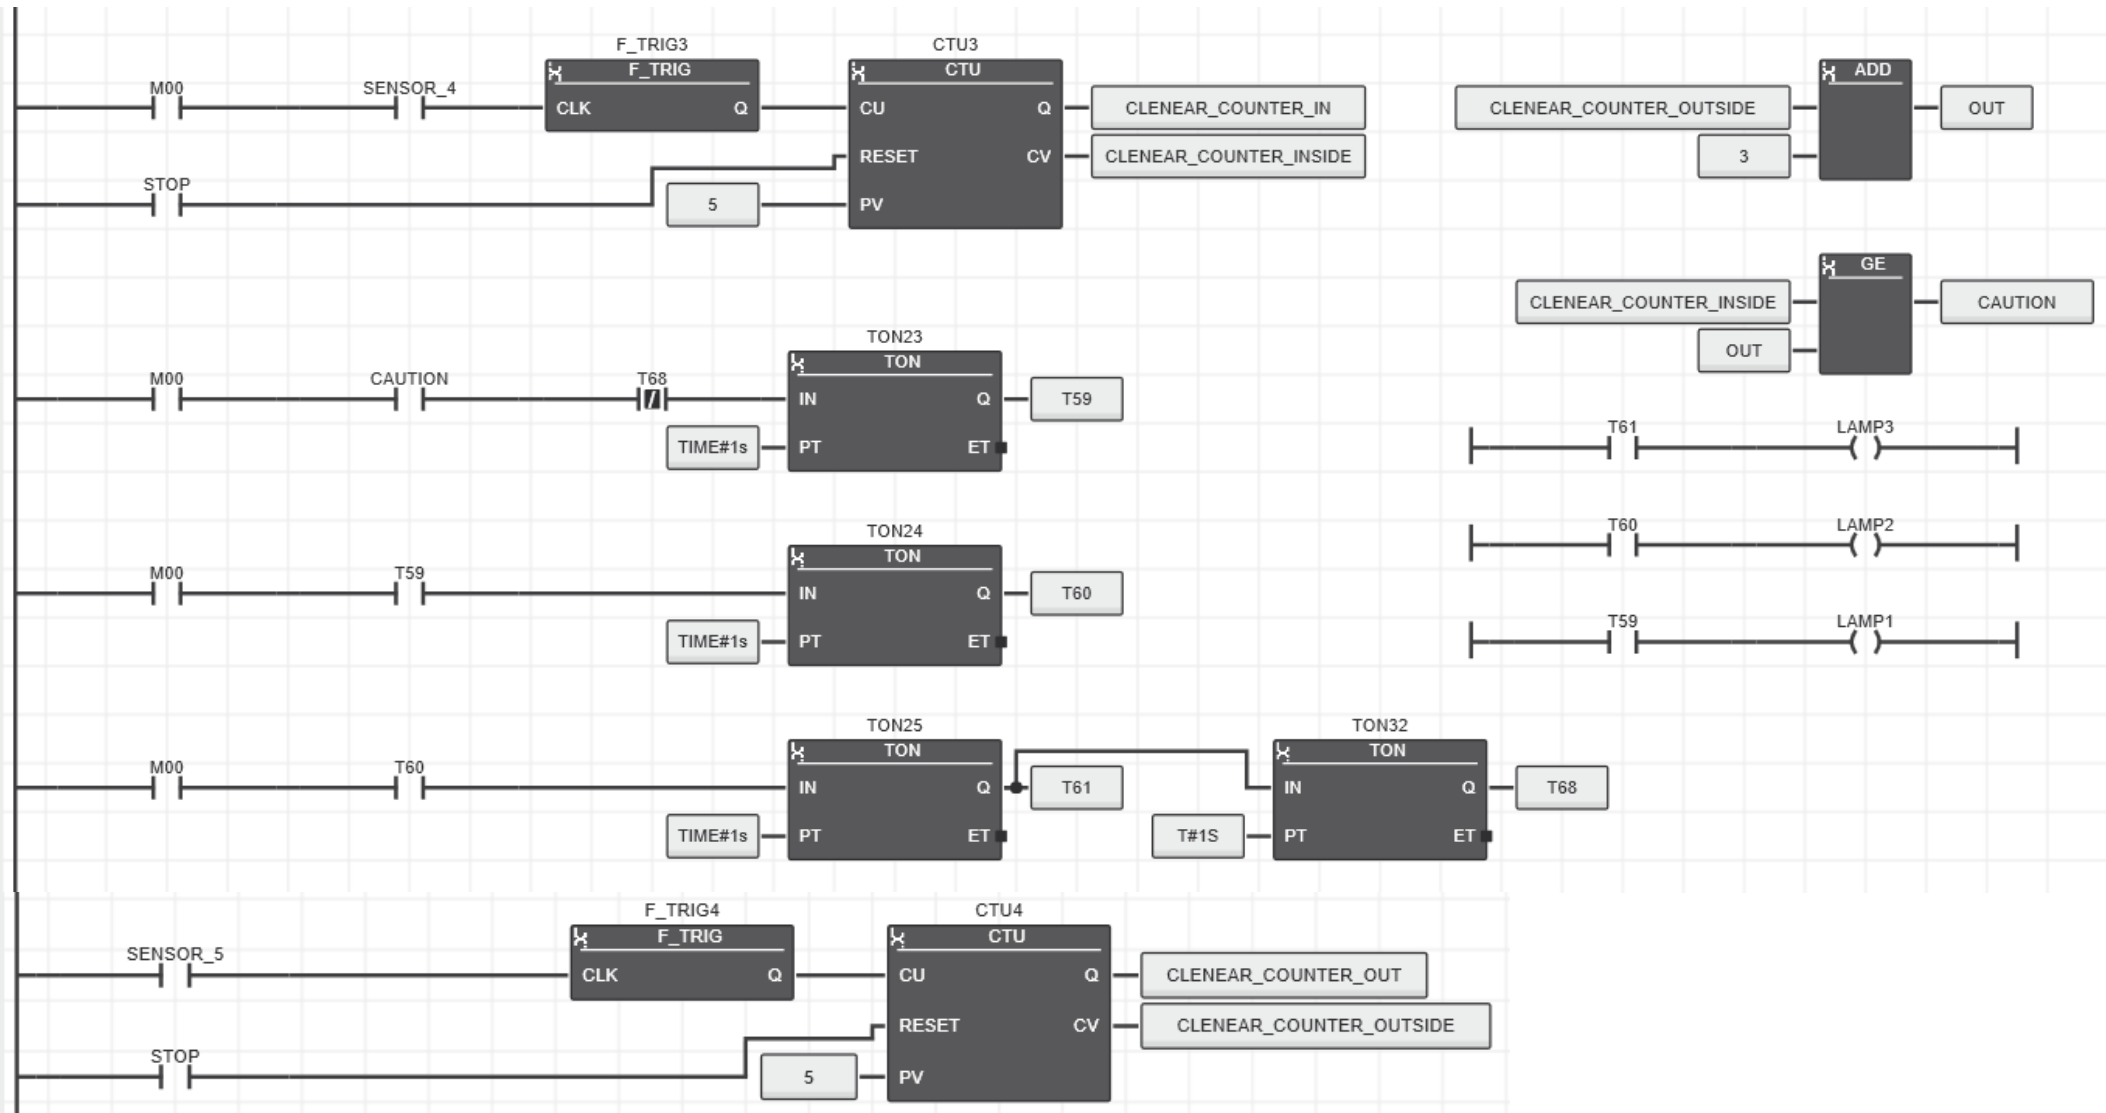 F_TRIG3
CTU3
F_TRIG
CTU
ADD
M00
SENSOR_4
CLK
Q
CU
Q
CLENEAR_COUNTER_IN
CLENEAR_COUNTER_OUTSIDE
OUT
RESET
CV
CLENEAR_COUNTER_INSIDE
3
STOP
5
PV
GE
CLENEAR_COUNTER_INSIDE
CAUTION
OUT
TON23
TON
M00
CAUTION
T68
IN
Q
T59
TIME#1s
PT
ET
T61
LAMP3
TON24
TON
T60
LAMP2
M00
T59
IN
Q
T60
TIME#1s
PT
ET
T59
LAMP1
TON25
TON32
TON
TON
M00
T60
IN
Q
T61
IN
Q
T68
TIME#1s
PT
ET
T#1S
PT
ET
F_TRIG4
CTU4
F_TRIG
CTU
SENSOR_5
CLK
Q
CU
Q
CLENEAR_COUNTER_OUT
RESET
CV
CLENEAR_COUNTER_OUTSIDE
STOP
5
PV